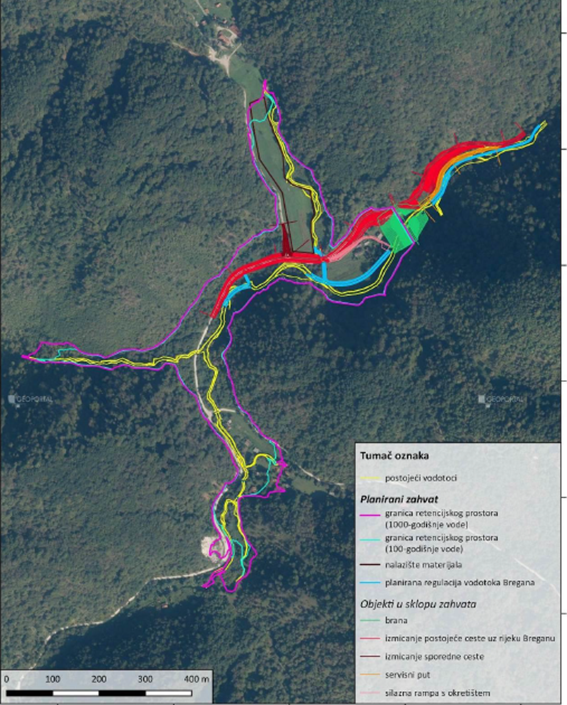 GEOPORTAL
GEOPORTAL
Tumač oznaka
postojeći vodotoci
Planirani zahvat
granica retencijskog prostora
(1000-godišnje vode)
granica retencijskog prostora
(100-godišnje vode)
nalazište materijala
planirana regulacija vodotoka Bregana
Objekti u sklopu zahvata
brana
izmicanje postojeće ceste uz rijeku Breganu
izmicanje sporedne ceste
servisni put
silazna rampa s okretištem
0 100 200 300 400 m